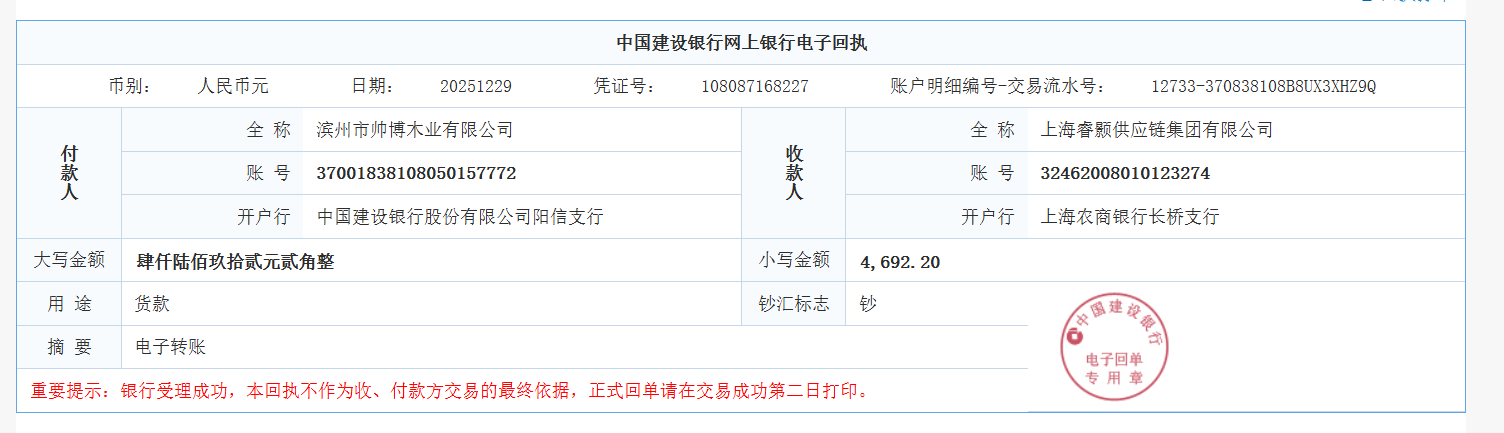 中国建设银行网上银行电子回执
币别： 人民币元 日期： 20251229 凭证号： 108087168227 账户明细编号-交易流水号： 12733-370838108B8UX3XHZ9Q
付款人 全 称 滨州市帅博木业有限公司 收款人 全 称 上海睿颢供应链集团有限公司
账 号 37001838108050157772 账 号 32462008010123274
开户行 中国建设银行股份有限公司阳信支行 开户行 上海农商银行长桥支行
大写金额 肆仟陆佰玖拾贰元贰角整 小写金额 4,692.20
用 途 货款 钞汇标志 钞
摘 要 电子转账
中国建设银行
电子回单
专用章
重要提示：银行受理成功，本回执不作为收、付款方交易的最终依据，正式回单请在交易成功第二日打印。